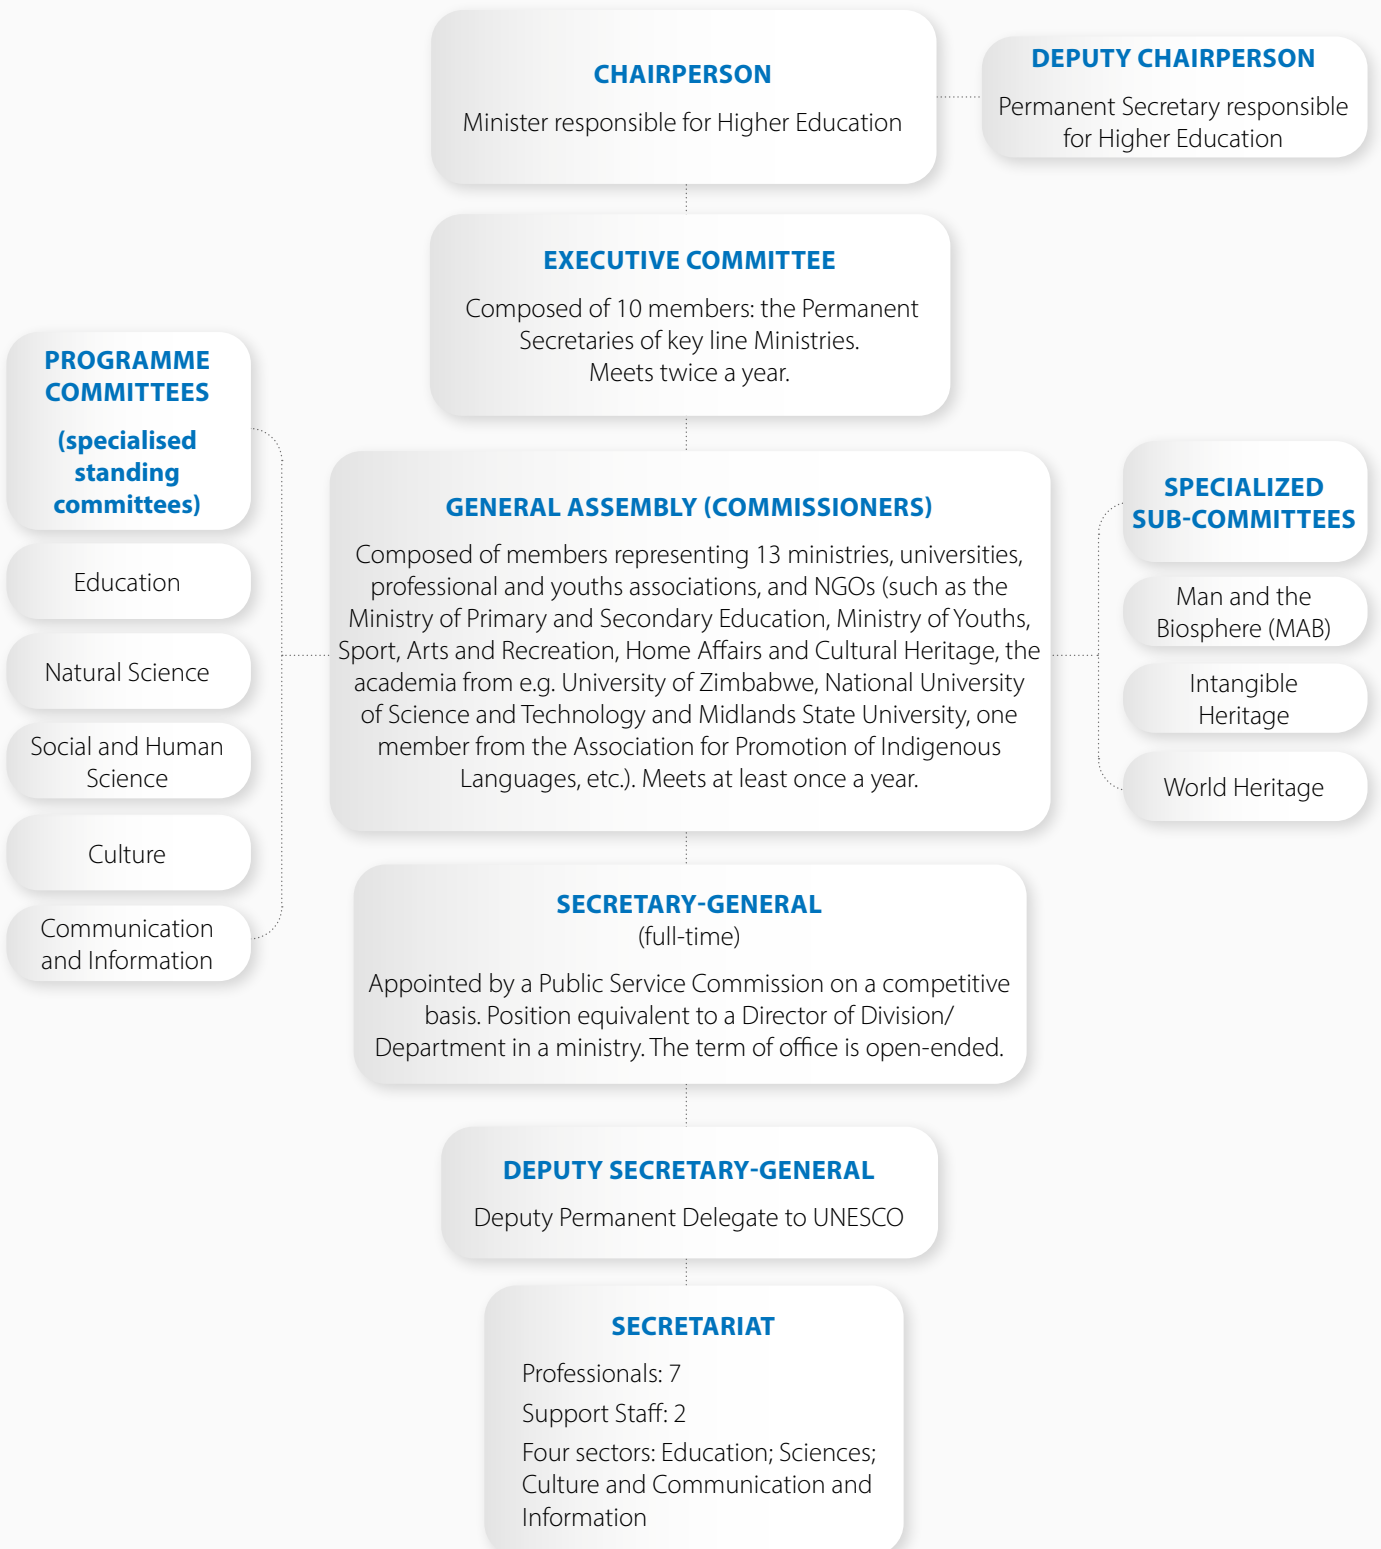 CHAIRPERSON
Minister responsible for Higher Education
DEPUTY CHAIRPERSON
Permanent Secretary responsible
for Higher Education
EXECUTIVE COMMITTEE
Composed of 10 members: the Permanent
Secretaries of key line Ministries.
Meets twice a year.
PROGRAMME
COMMITTEES
(specialised
standing
committees)
Education
Natural Science
Social and Human
Science
Culture
Communication
and Information
GENERAL ASSEMBLY (COMMISSIONERS)
Composed of members representing 13 ministries, universities,
professional and youths associations, and NGOs (such as the
Ministry of Primary and Secondary Education, Ministry of Youths,
Sport, Arts and Recreation, Home Affairs and Cultural Heritage, the
academia from e.g. University of Zimbabwe, National University
of Science and Technology and Midlands State University, one
member from the Association for Promotion of Indigenous
Languages, etc.). Meets at least once a year.
SPECIALIZED
SUB-COMMITTEES
Man and the
Biosphere (MAB)
Intangible
Heritage
World Heritage
SECRETARY-GENERAL
(full-time)
Appointed by a Public Service Commission on a competitive
basis. Position equivalent to a Director of Division/
Department in a ministry. The term of office is open-ended.
DEPUTY SECRETARY-GENERAL
Deputy Permanent Delegate to UNESCO
SECRETARIAT
Professionals: 7
Support Staff: 2
Four sectors: Education; Sciences;
Culture and Communication and
Information